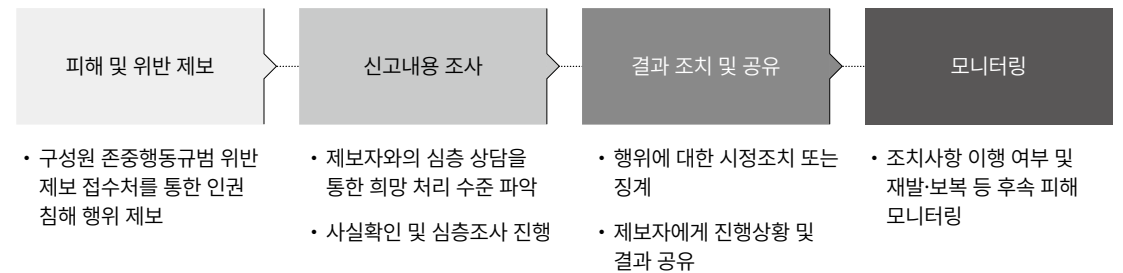 피해 및 위반 제보
신고내용 조사
결과 조치 및 공유
모니터링
• 구성원 존중행동규범 위반
제보 접수처를 통한 인권
침해 행위 제보
• 제보자와의 심층 상담을
통한 희망 처리 수준 파악
• 사실확인 및 심층조사 진행
• 행위에 대한 시정조치 또는
징계
• 제보자에게 진행상황 및
결과 공유
• 조치사항 이행 여부 및
재발·보복 등 후속 피해
모니터링